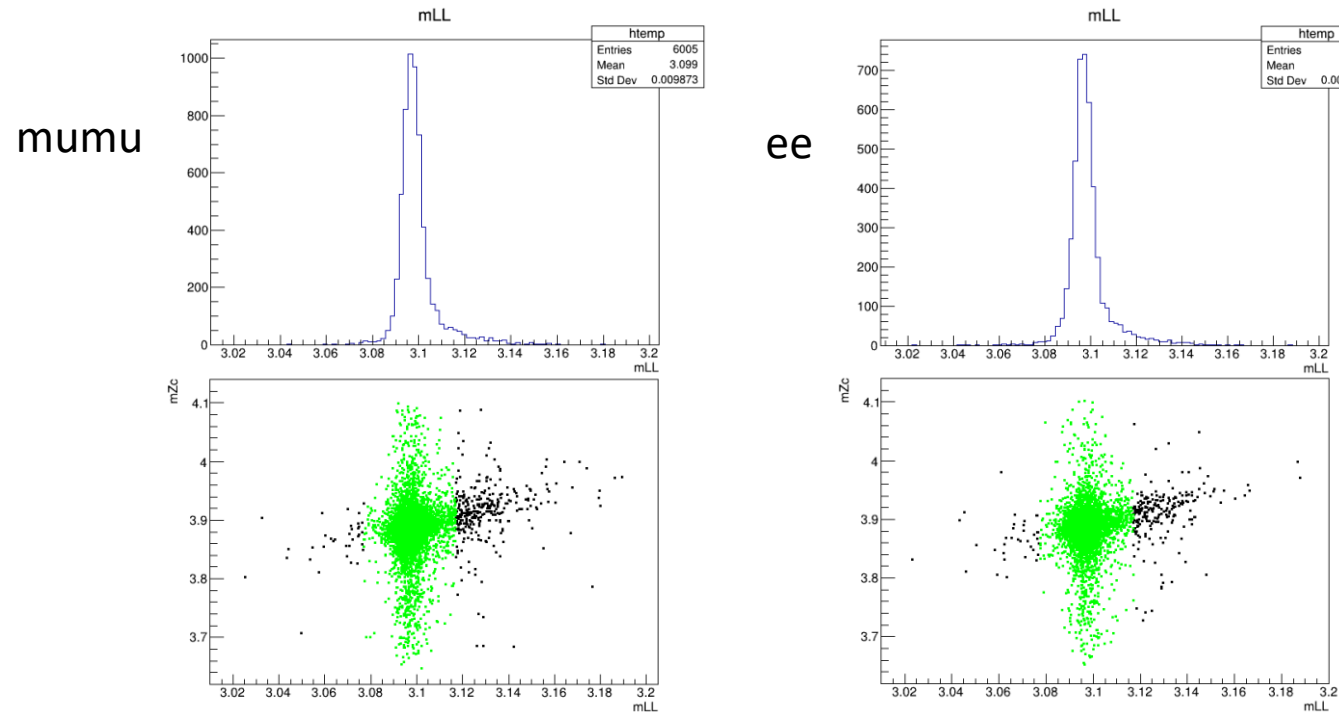 mumu
mLL
htemp
Entries 6005
Mean 3.099
Std Dev 0.009873
1000
800
600
400
200
0
3.02 3.04 3.06 3.08 3.1 3.12 3.14 3.16 3.18 3.2
mLL
mZc
4.1
4
3.9
3.8
3.7
3.02 3.04 3.06 3.08 3.1 3.12 3.14 3.16 3.18 3.2
mLL
ee
mLL
htemp
Entries
Mean
Std Dev 0.00
700
600
500
400
300
200
100
0
3.02 3.04 3.06 3.08 3.1 3.12 3.14 3.16 3.18 3.2
mLL
mZc
4.1
4
3.9
3.8
3.7
3.02 3.04 3.06 3.08 3.1 3.12 3.14 3.16 3.18 3.2
mLL